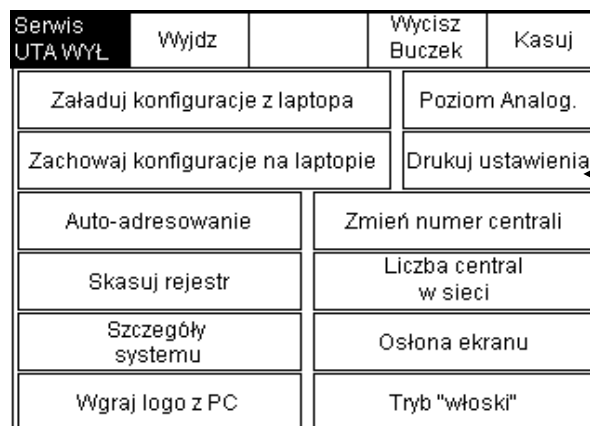 Serwis
UTA WYŁ
Wyjdz
Wycisz
Buczek
Kasuj
Załaduj konfiguracje z laptopa
Poziom Analog.
Zachowaj konfiguracje na laptopie
Drukuj ustawienia
Auto-adresowanie
Zmień numer centrali
Skasuj rejestr
Liczba central
w sieci
Szczegóły
systemu
Osłona ekranu
Wgraj logo z PC
Tryb "włoski"